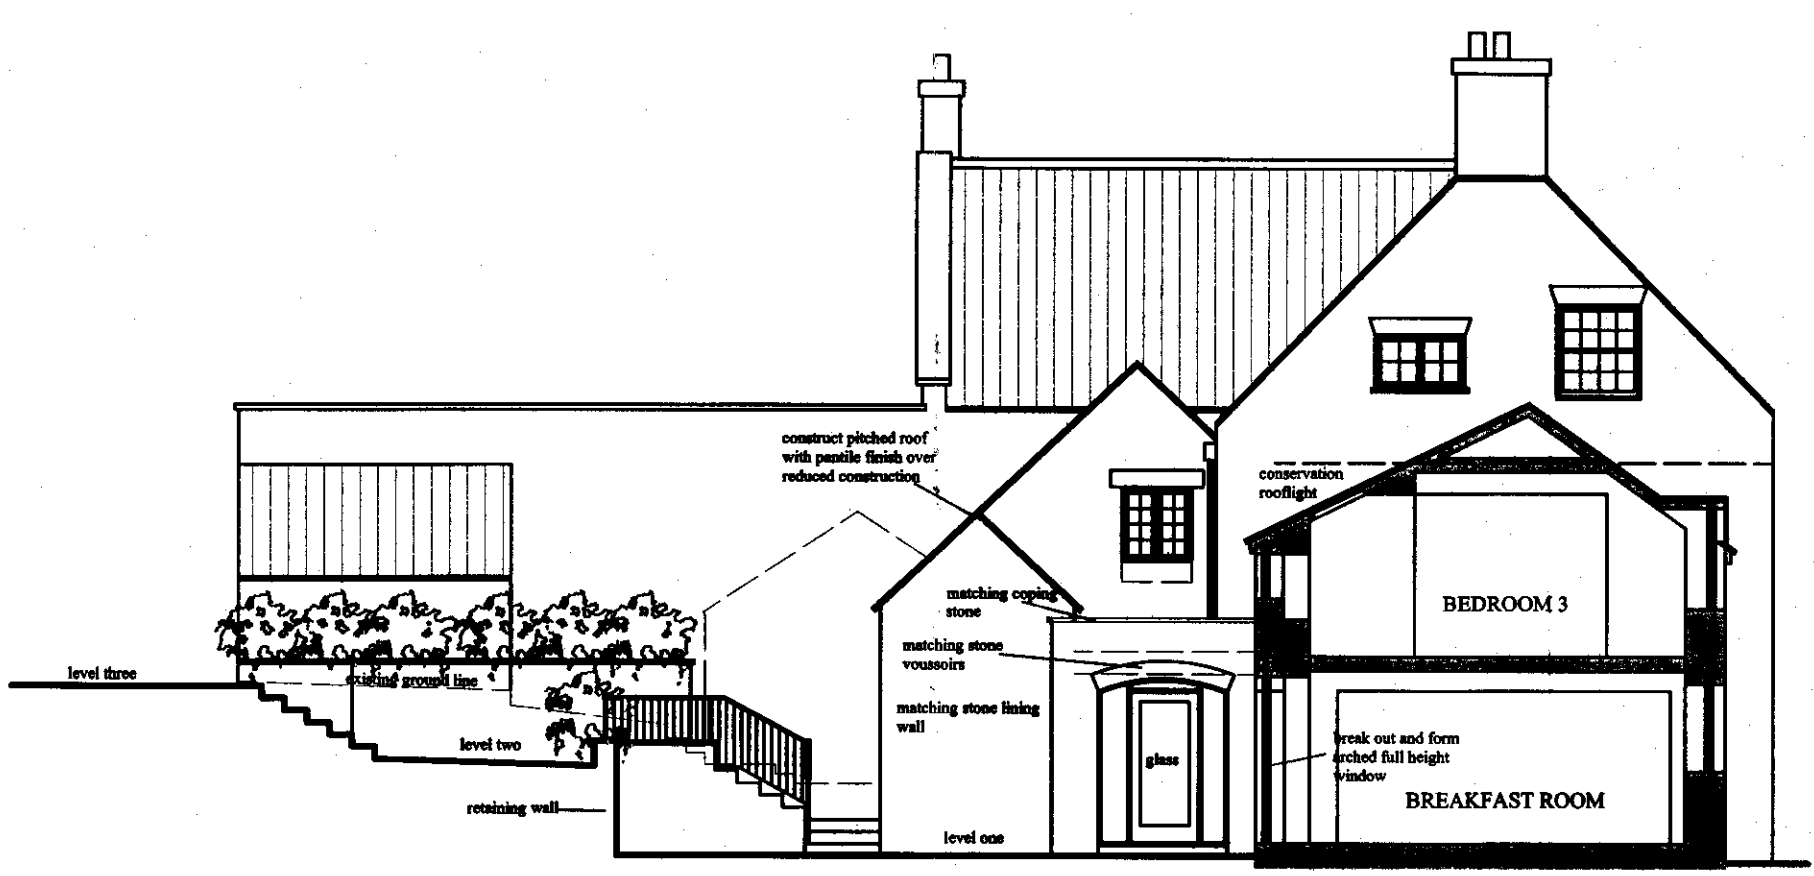 construct pitched roof
with pantile finish over
reduced construction
conservation
rooflight
matching coping
stone
BEDROOM 3
matching stone
voussoirs
level three
existing ground line
matching stone lining
wall
level two
break out and form
arched full height
window
glass
BREAKFAST ROOM
retaining wall
level one